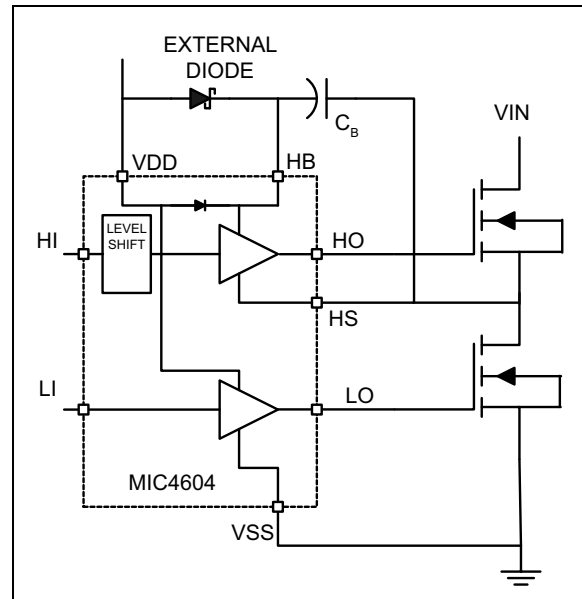 EXTERNAL
DIODE
C_B
VIN
VDD
HB
LEVEL
SHIFT
HI
HO
HS
LI
LO
MIC4604
VSS